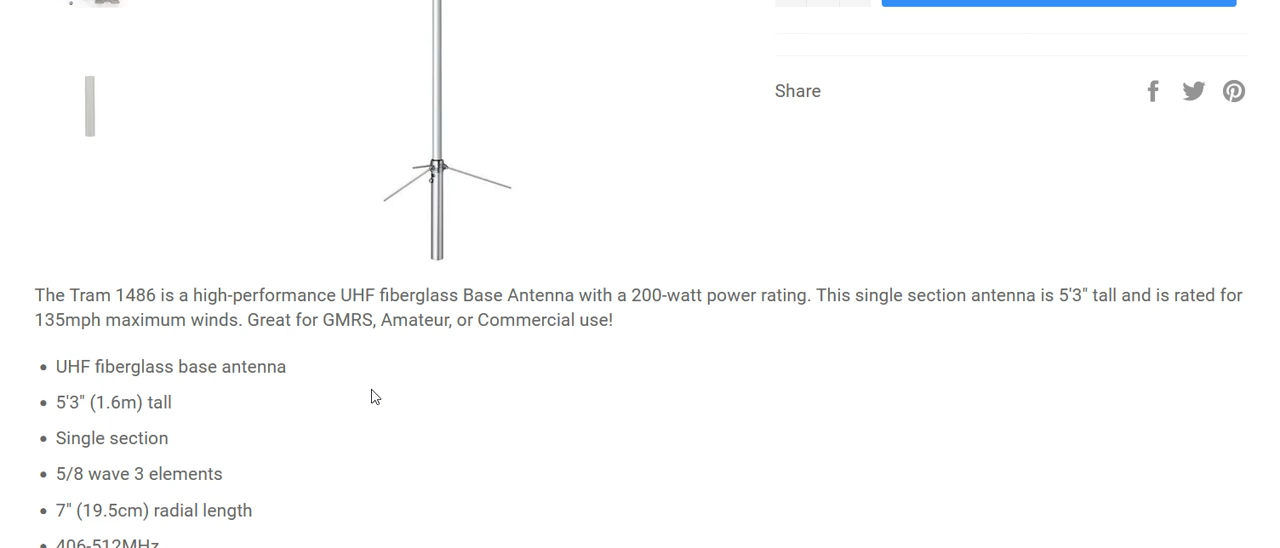 Share
The Tram 1486 is a high-performance UHF fiberglass Base Antenna with a 200-watt power rating. This single section antenna is 5'3" tall and is rated for
135mph maximum winds. Great for GMRS, Amateur, or Commercial use!
• UHF fiberglass base antenna
• 5'3" (1.6m) tall
• Single section
• 5/8 wave 3 elements
• 7" (19.5cm) radial length
• 406-512MHz